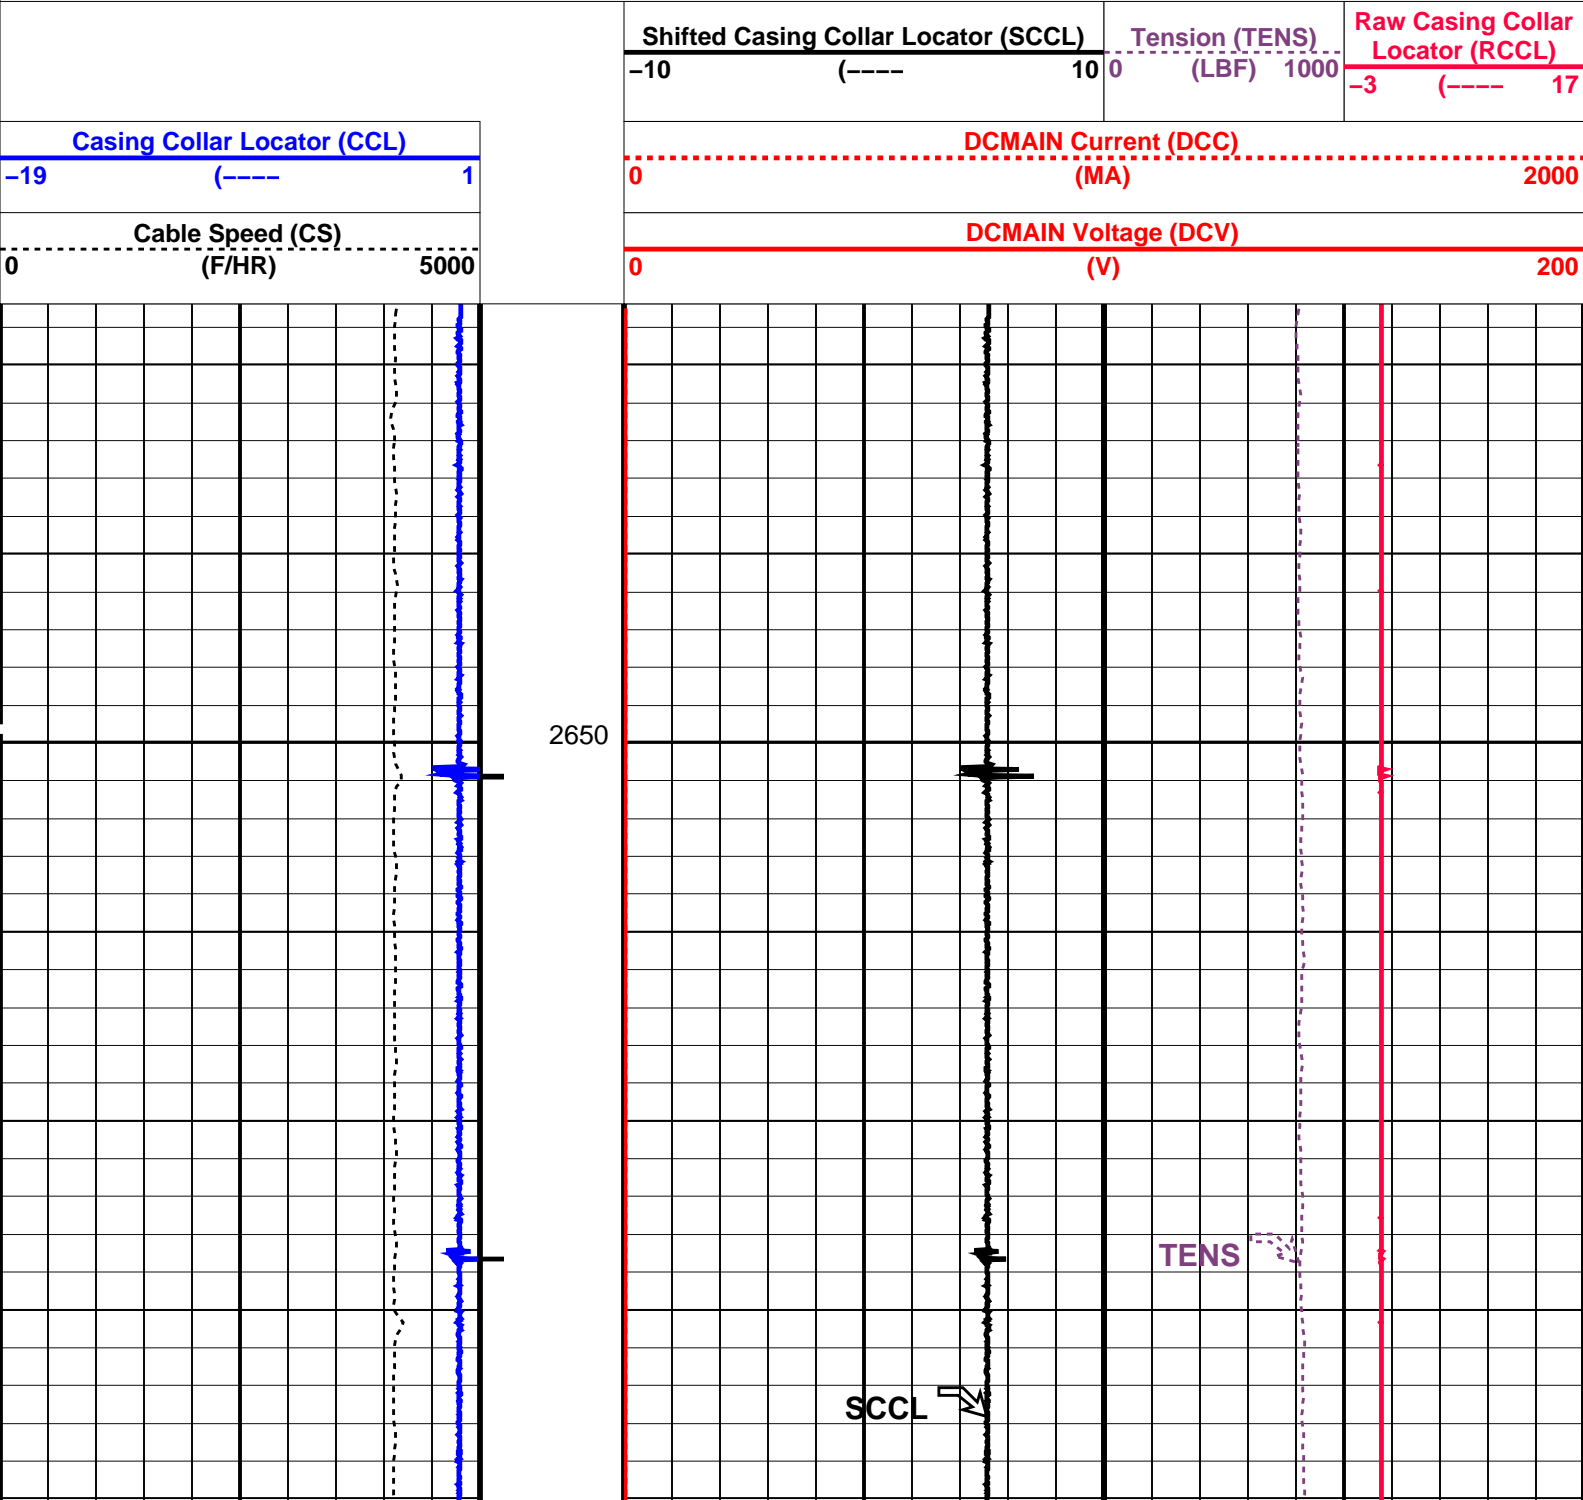 Shifted Casing Collar Locator (SCCL)
−10 (−−−− 10
Tension (TENS)
0 (LBF) 1000
Raw Casing Collar
Locator (RCCL)
−3 (−−−− 17
Casing Collar Locator (CCL)
−19 (−−−− 1
DCMAIN Current (DCC)
0 (MA) 2000
Cable Speed (CS)
0 (F/HR) 5000
DCMAIN Voltage (DCV)
0 (V) 200
2650
TENS
SCCL